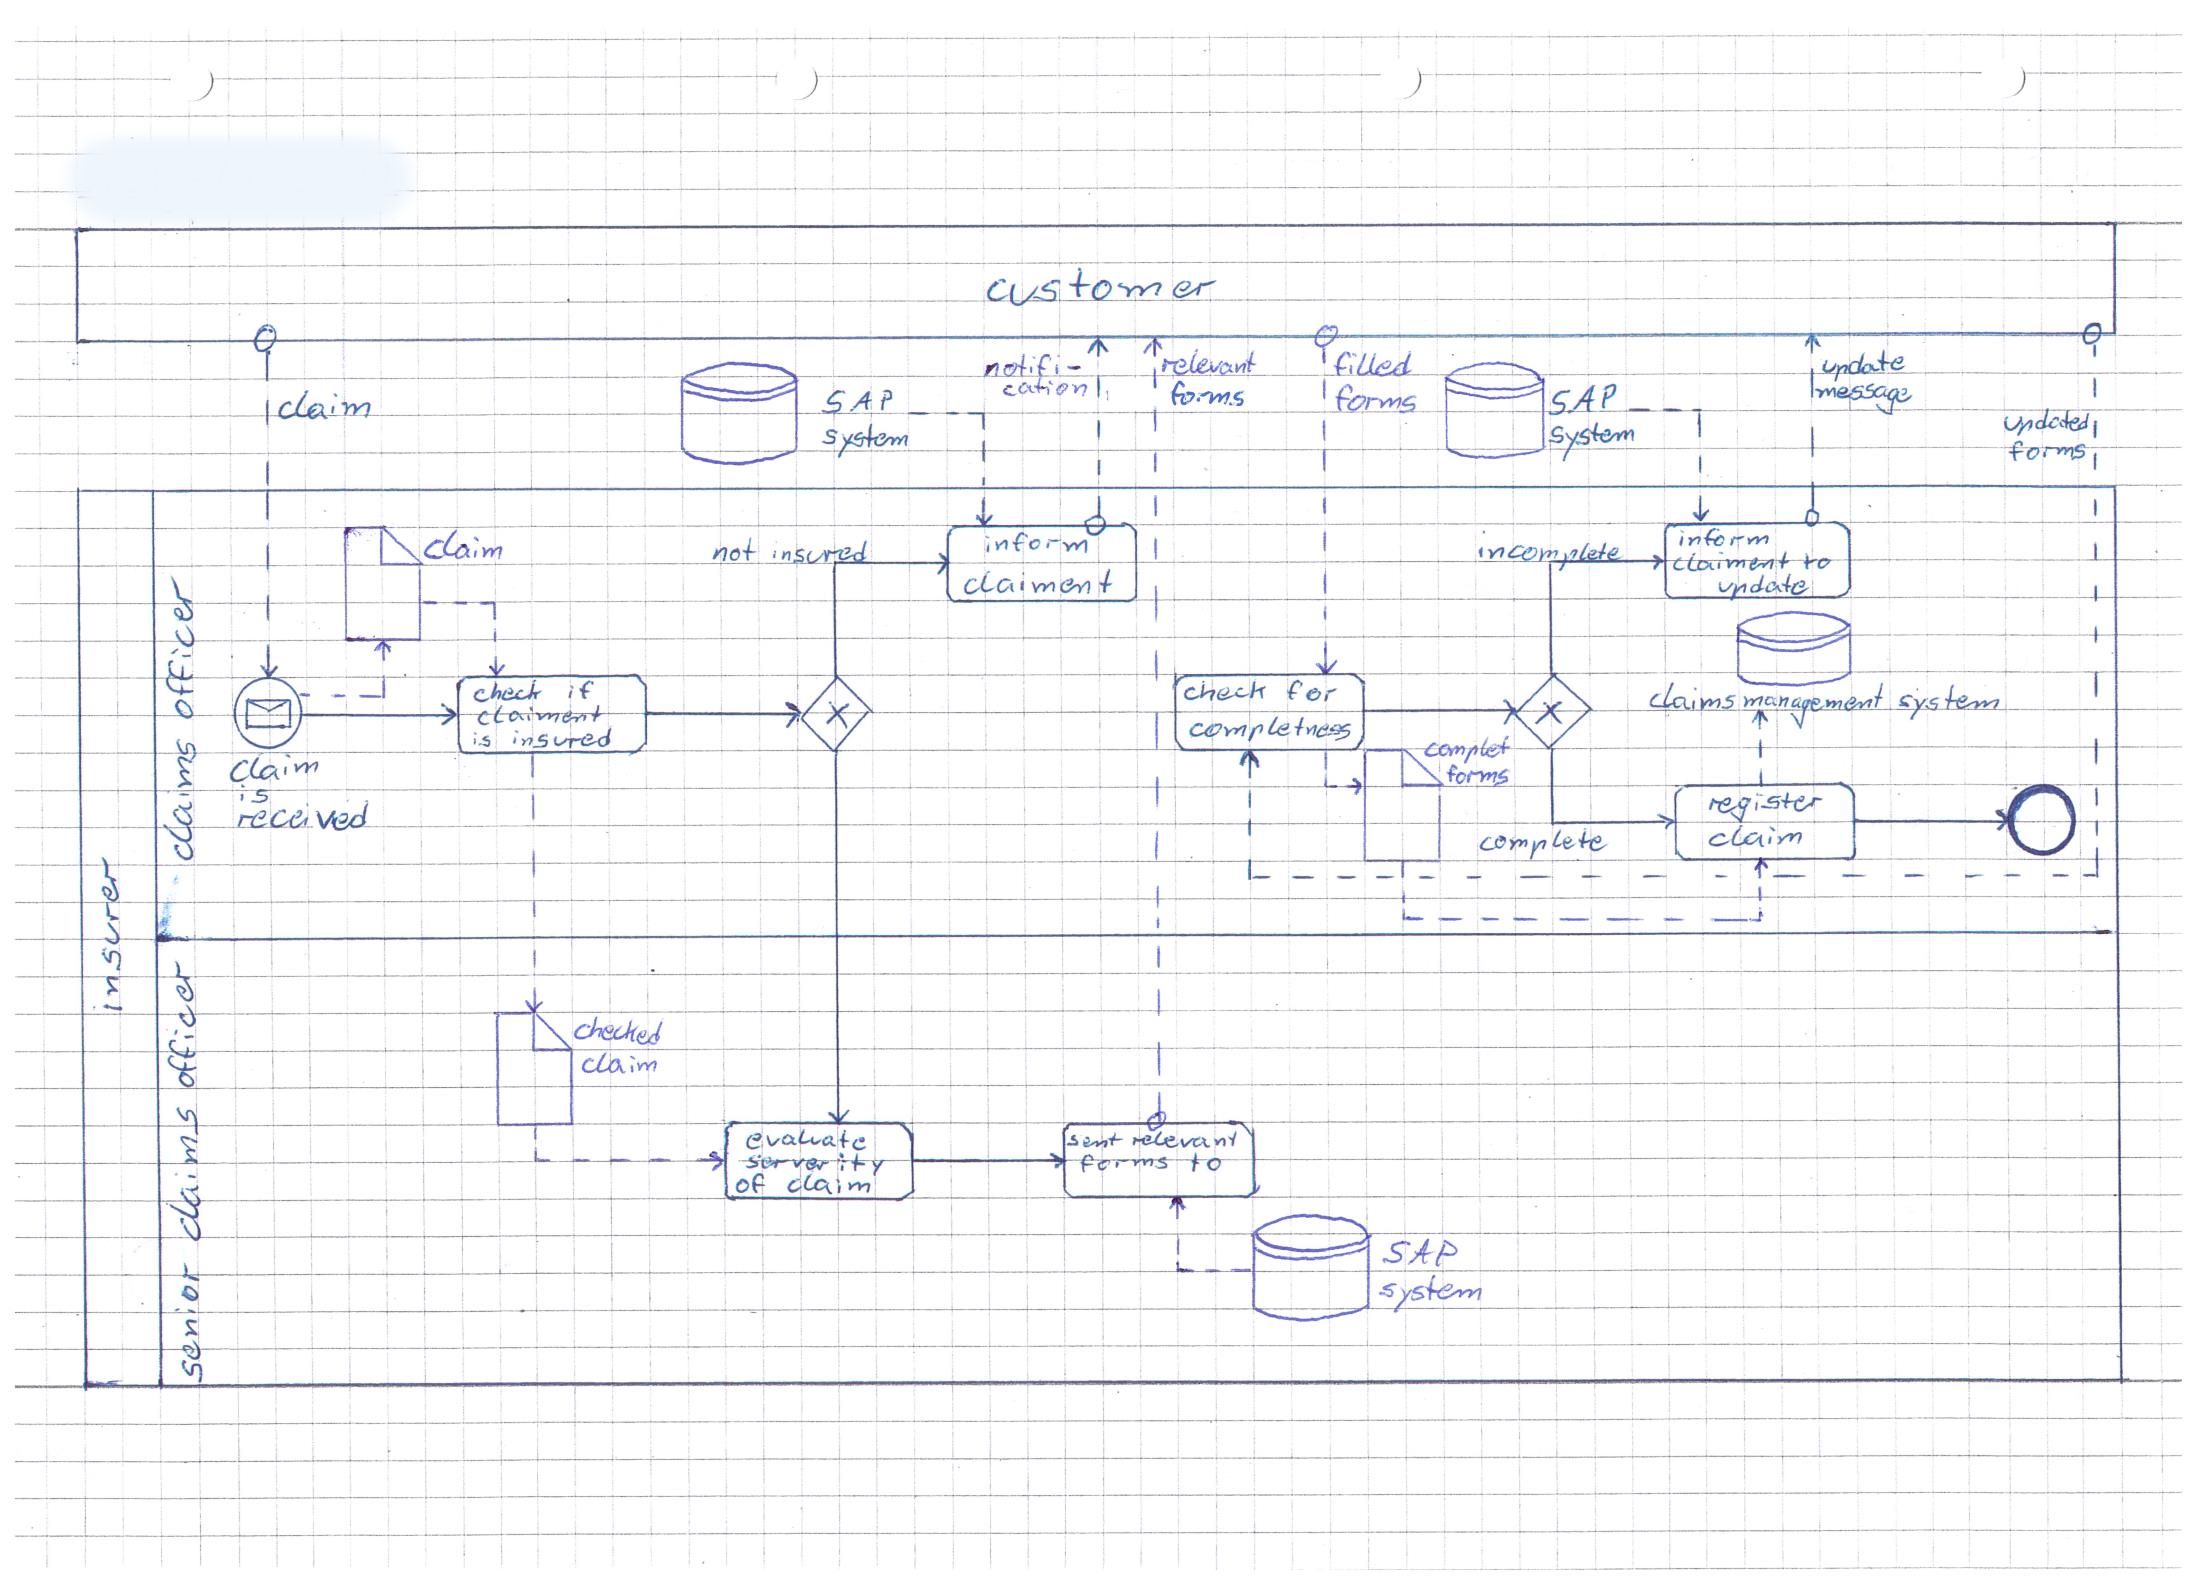 customer
claim
SAP
system
notifi-
cation
relevant
forms
filled
forms
SAP
system
update
message
updated
forms
insurer
claims officer
senior claims officer
claim
not insured
inform
claiment
incomplete
inform
claiment to
update
claim
is
received
check if
claiment
is insured
check for
completness
complet
forms
claims management system
complete
register
claim
checked
claim
evaluate
serverity
of claim
sent relevant
forms to
SAP
system